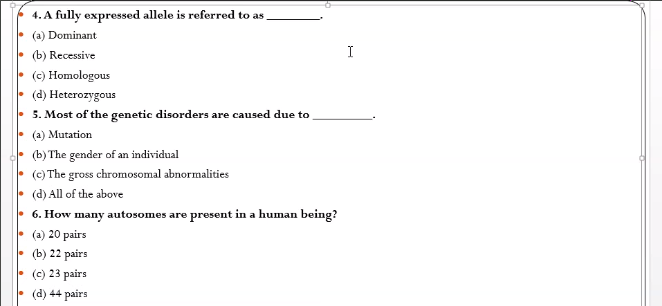 • 4. A fully expressed allele is referred to as ________.
• (a) Dominant
• (b) Recessive
• (c) Homologous
• (d) Heterozygous
• 5. Most of the genetic disorders are caused due to _________.
• (a) Mutation
• (b) The gender of an individual
• (c) The gross chromosomal abnormalities
• (d) All of the above
• 6. How many autosomes are present in a human being?
• (a) 20 pairs
• (b) 22 pairs
• (c) 23 pairs
• (d) 44 pairs